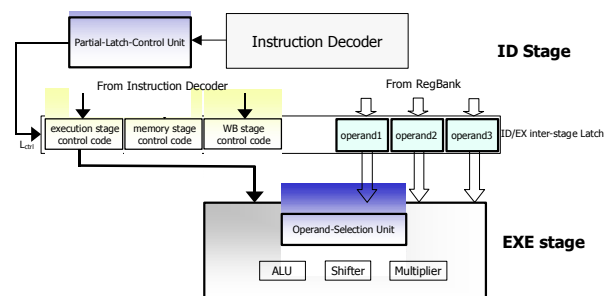 Partial-Latch-Control Unit
Instruction Decoder
ID Stage
From Instruction Decoder
From RegBank
Lctrl
execution stage
control code
memory stage
control code
WB stage
control code
operand1
operand2
operand3
ID/EX inter-stage Latch
Operand-Selection Unit
EXE stage
ALU
Shifter
Multiplier